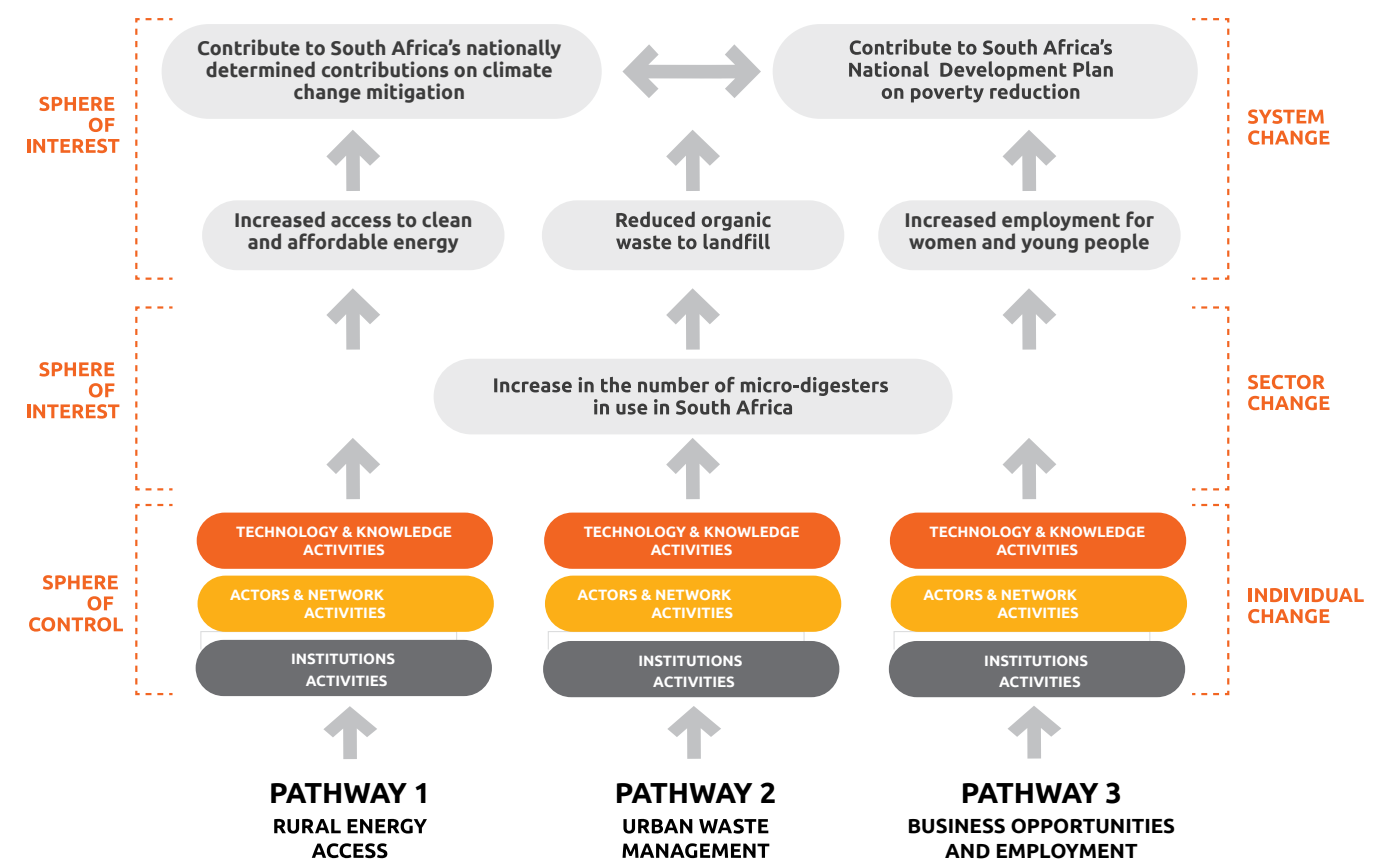 Contribute to South Africa's nationally
determined contributions on climate
change mitigation
Contribute to South Africa's
National Development Plan
on poverty reduction
SPHERE
OF
INTEREST
SYSTEM
CHANGE
Increased access to clean
and affordable energy
Reduced organic
waste to landfill
Increased employment for
women and young people
SPHERE
OF
INTEREST
Increase in the number of micro-digesters
in use in South Africa
SECTOR
CHANGE
SPHERE
OF
CONTROL
TECHNOLOGY & KNOWLEDGE
ACTIVITIES
ACTORS & NETWORK
ACTIVITIES
INSTITUTIONS
ACTIVITIES
TECHNOLOGY & KNOWLEDGE
ACTIVITIES
ACTORS & NETWORK
ACTIVITIES
INSTITUTIONS
ACTIVITIES
TECHNOLOGY & KNOWLEDGE
ACTIVITIES
ACTORS & NETWORK
ACTIVITIES
INSTITUTIONS
ACTIVITIES
INDIVIDUAL
CHANGE
PATHWAY 1
RURAL ENERGY
ACCESS
PATHWAY 2
URBAN WASTE
MANAGEMENT
PATHWAY 3
BUSINESS OPPORTUNITIES
AND EMPLOYMENT